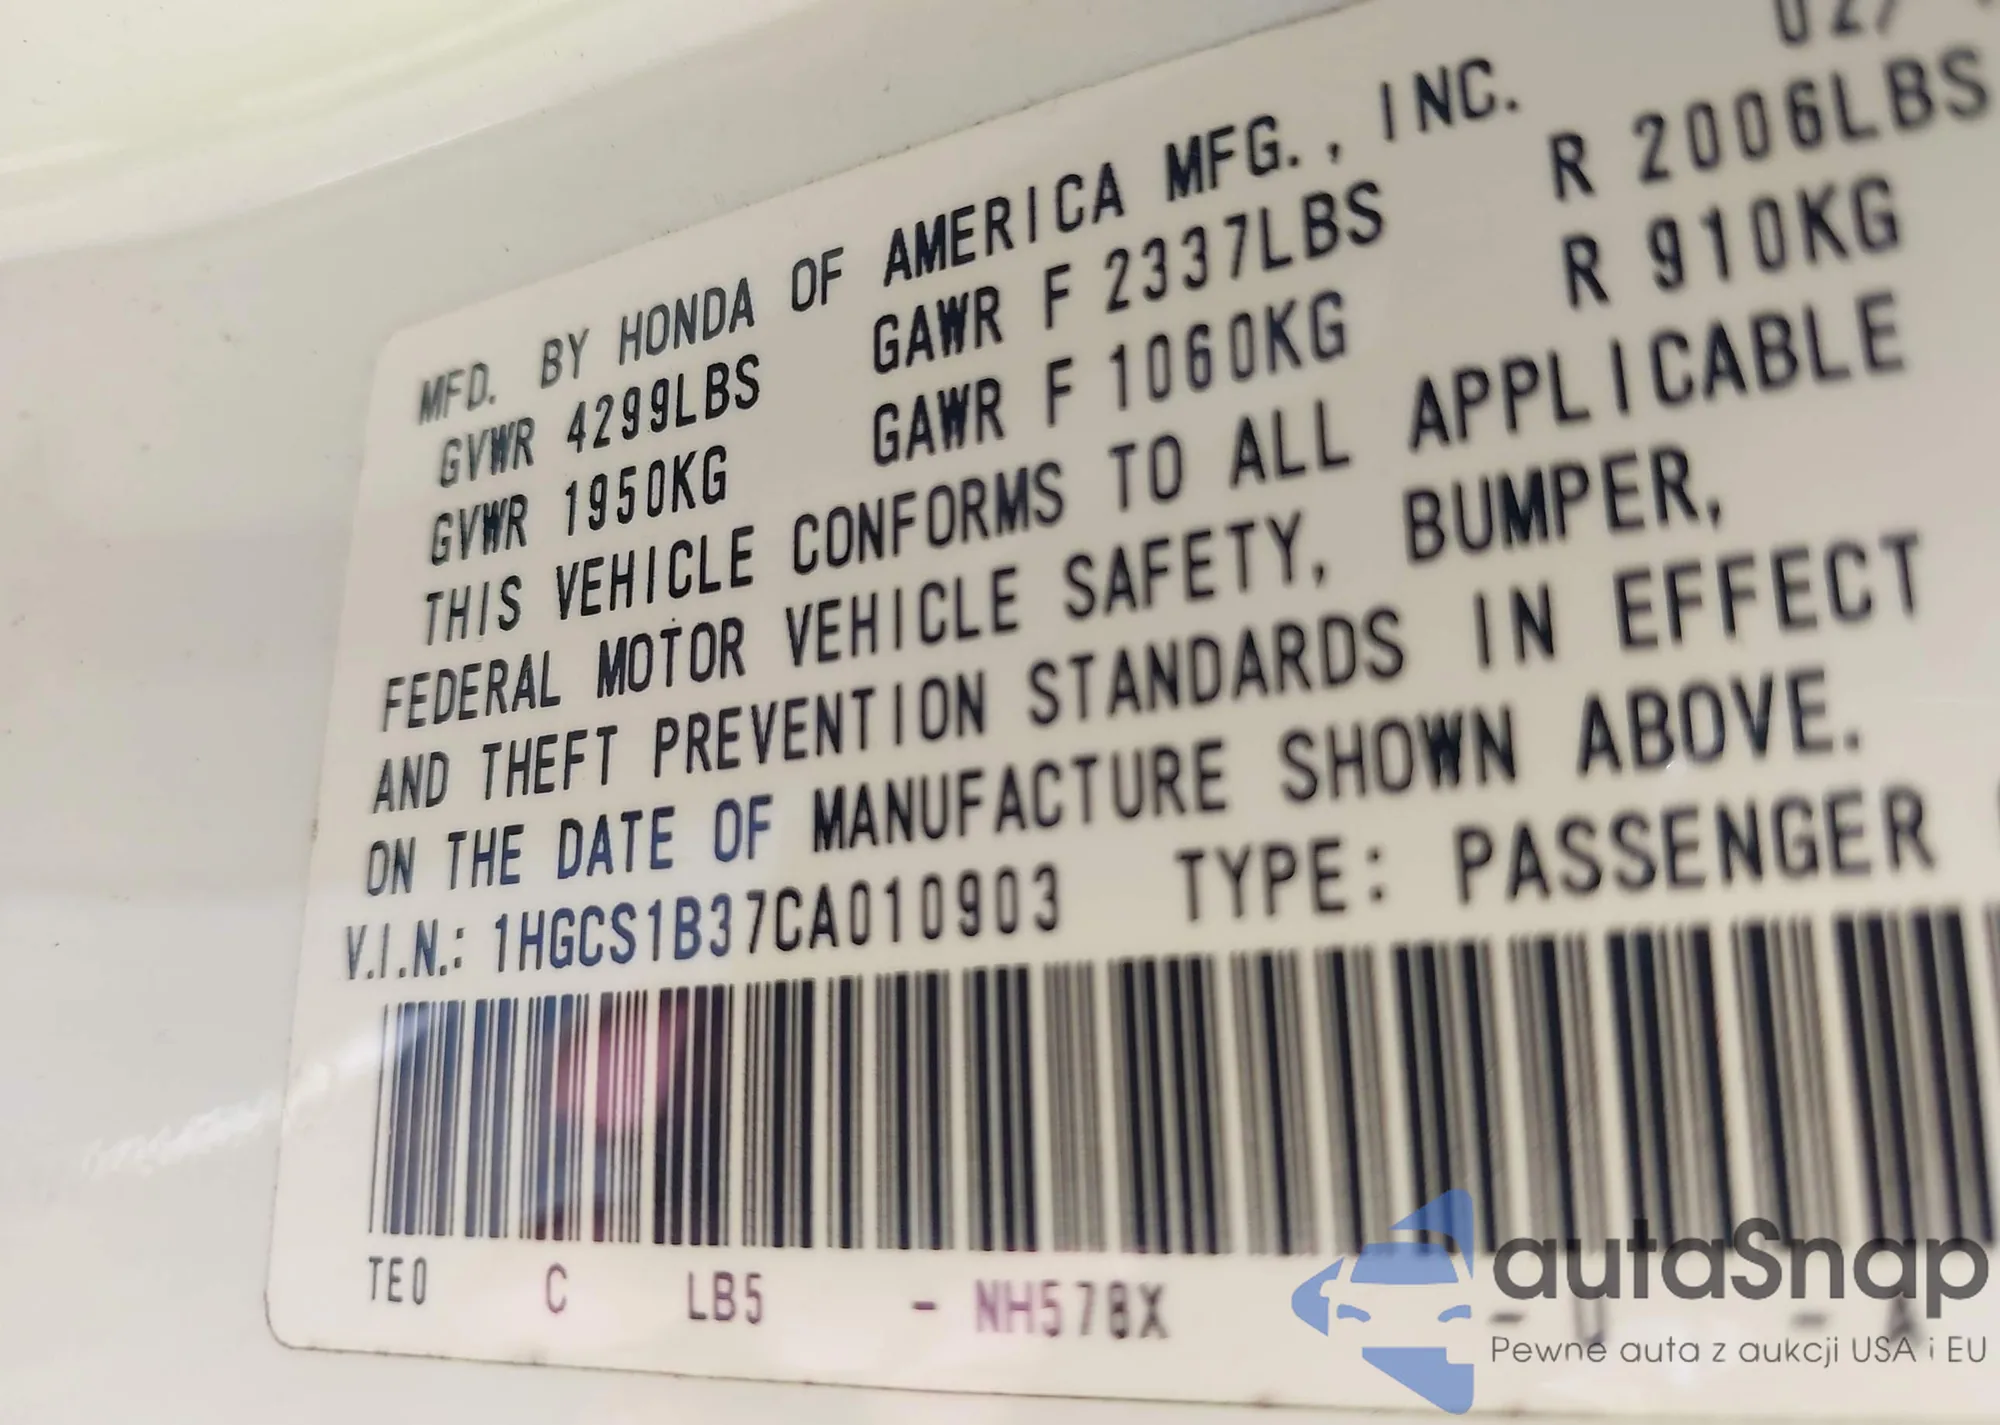 02/
MFD. BY HONDA OF AMERICA MFG., INC.
GVWR 4299LBS GAWR F 2337LBS R 2006LBS
GVWR 1950KG GAWR F 1060KG R 910KG
THIS VEHICLE CONFORMS TO ALL APPLICABLE
FEDERAL MOTOR VEHICLE SAFETY, BUMPER,
AND THEFT PREVENTION STANDARDS IN EFFECT
ON THE DATE OF MANUFACTURE SHOWN ABOVE.
V.I.N.: 1HGCS1B37CA010903 TYPE: PASSENGER
TE0 C LB5 - NH578X - U - A
autaSnap
Pewne auta z aukcji USA i EU